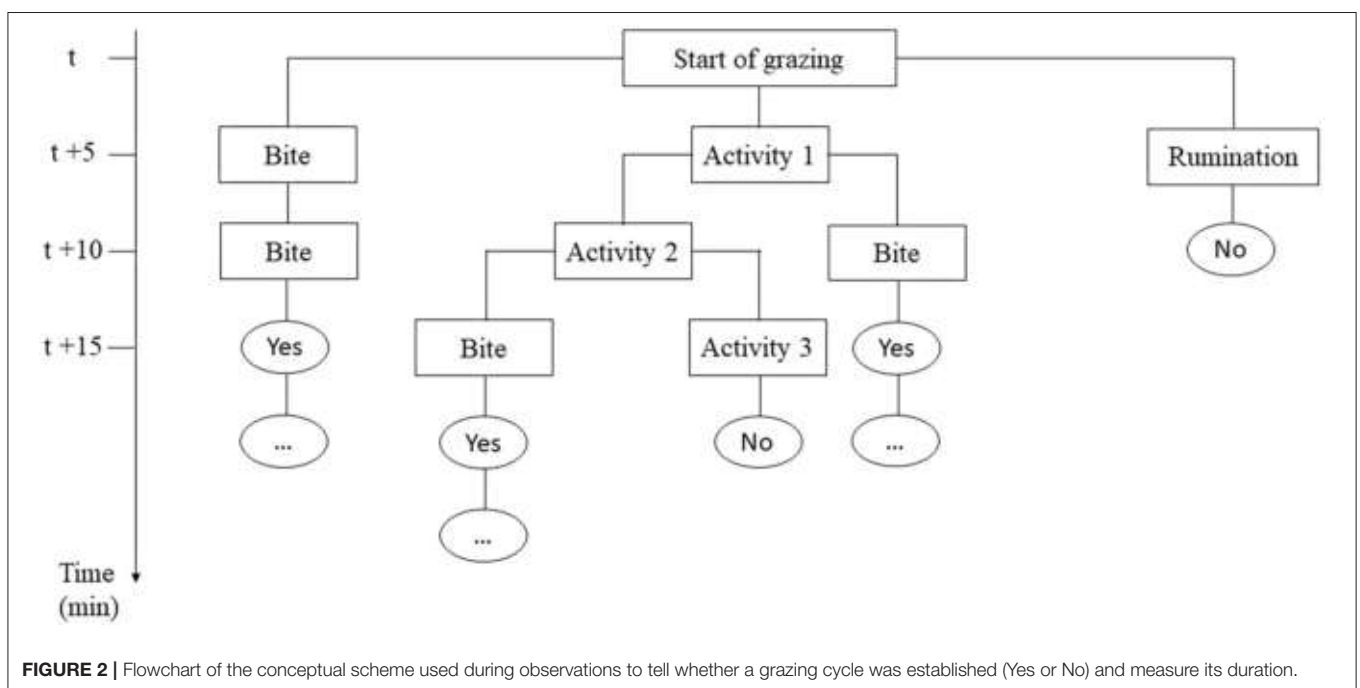 t
Start of grazing
t +5
Bite
Activity 1
Rumination
t +10
Bite
Activity 2
Bite
No
t +15
Yes
Bite
Activity 3
Yes
...
Yes
No
...
...
Time
(min)
FIGURE 2 | Flowchart of the conceptual scheme used during observations to tell whether a grazing cycle was established (Yes or No) and measure its duration.